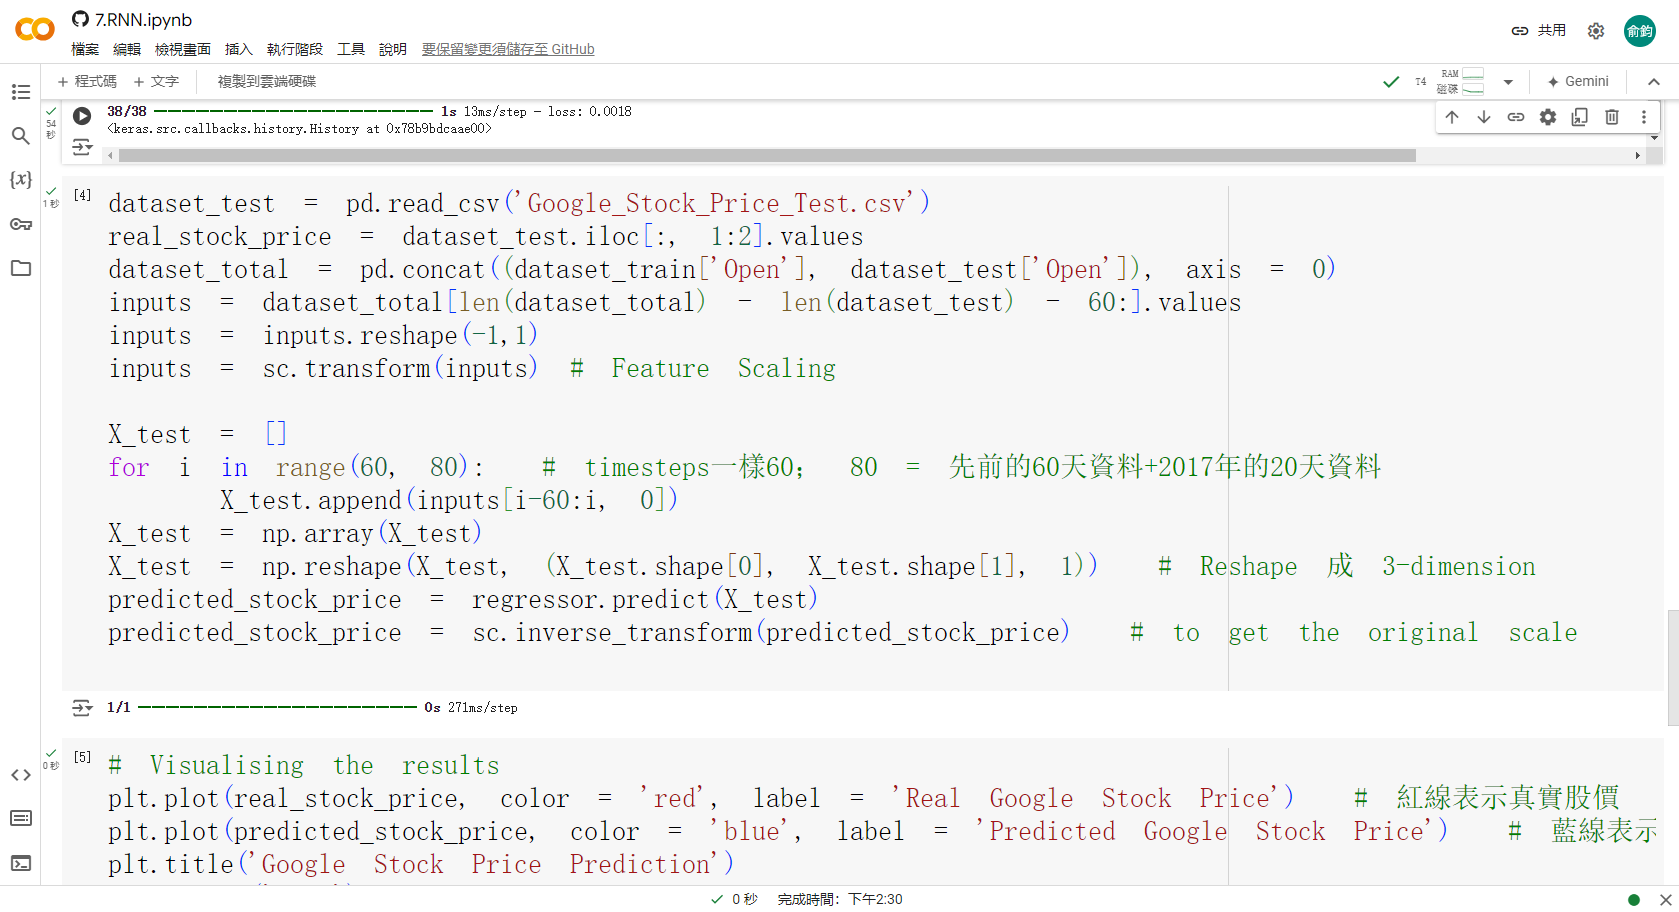 7.RNN.ipynb
檔案 編輯 檢視畫面 插入 執行階段 工具 說明 要保留變更須儲存至 GitHub
共用
俞鈞
+ 程式碼 + 文字 複製到雲端硬碟
T4 RAM 磁碟 Gemini
54 秒
38/38 1s 13ms/step - loss: 0.0018
<keras.src.callbacks.history.History at 0x78b9bdcaae00>
1 秒
[4]
dataset_test = pd.read_csv('Google_Stock_Price_Test.csv')
real_stock_price = dataset_test.iloc[:, 1:2].values
dataset_total = pd.concat((dataset_train['Open'], dataset_test['Open']), axis = 0)
inputs = dataset_total[len(dataset_total) - len(dataset_test) - 60:].values
inputs = inputs.reshape(-1,1)
inputs = sc.transform(inputs) # Feature Scaling
X_test = []
for i in range(60, 80): # timesteps一樣60; 80 = 先前的60天資料+2017年的20天資料
X_test.append(inputs[i-60:i, 0])
X_test = np.array(X_test)
X_test = np.reshape(X_test, (X_test.shape[0], X_test.shape[1], 1)) # Reshape 成 3-dimension
predicted_stock_price = regressor.predict(X_test)
predicted_stock_price = sc.inverse_transform(predicted_stock_price) # to get the original scale
1/1 0s 271ms/step
0 秒
[5]
# Visualising the results
plt.plot(real_stock_price, color = 'red', label = 'Real Google Stock Price') # 紅線表示真實股價
plt.plot(predicted_stock_price, color = 'blue', label = 'Predicted Google Stock Price') # 藍線表示
plt.title('Google Stock Price Prediction')
0 秒 完成時間: 下午2:30